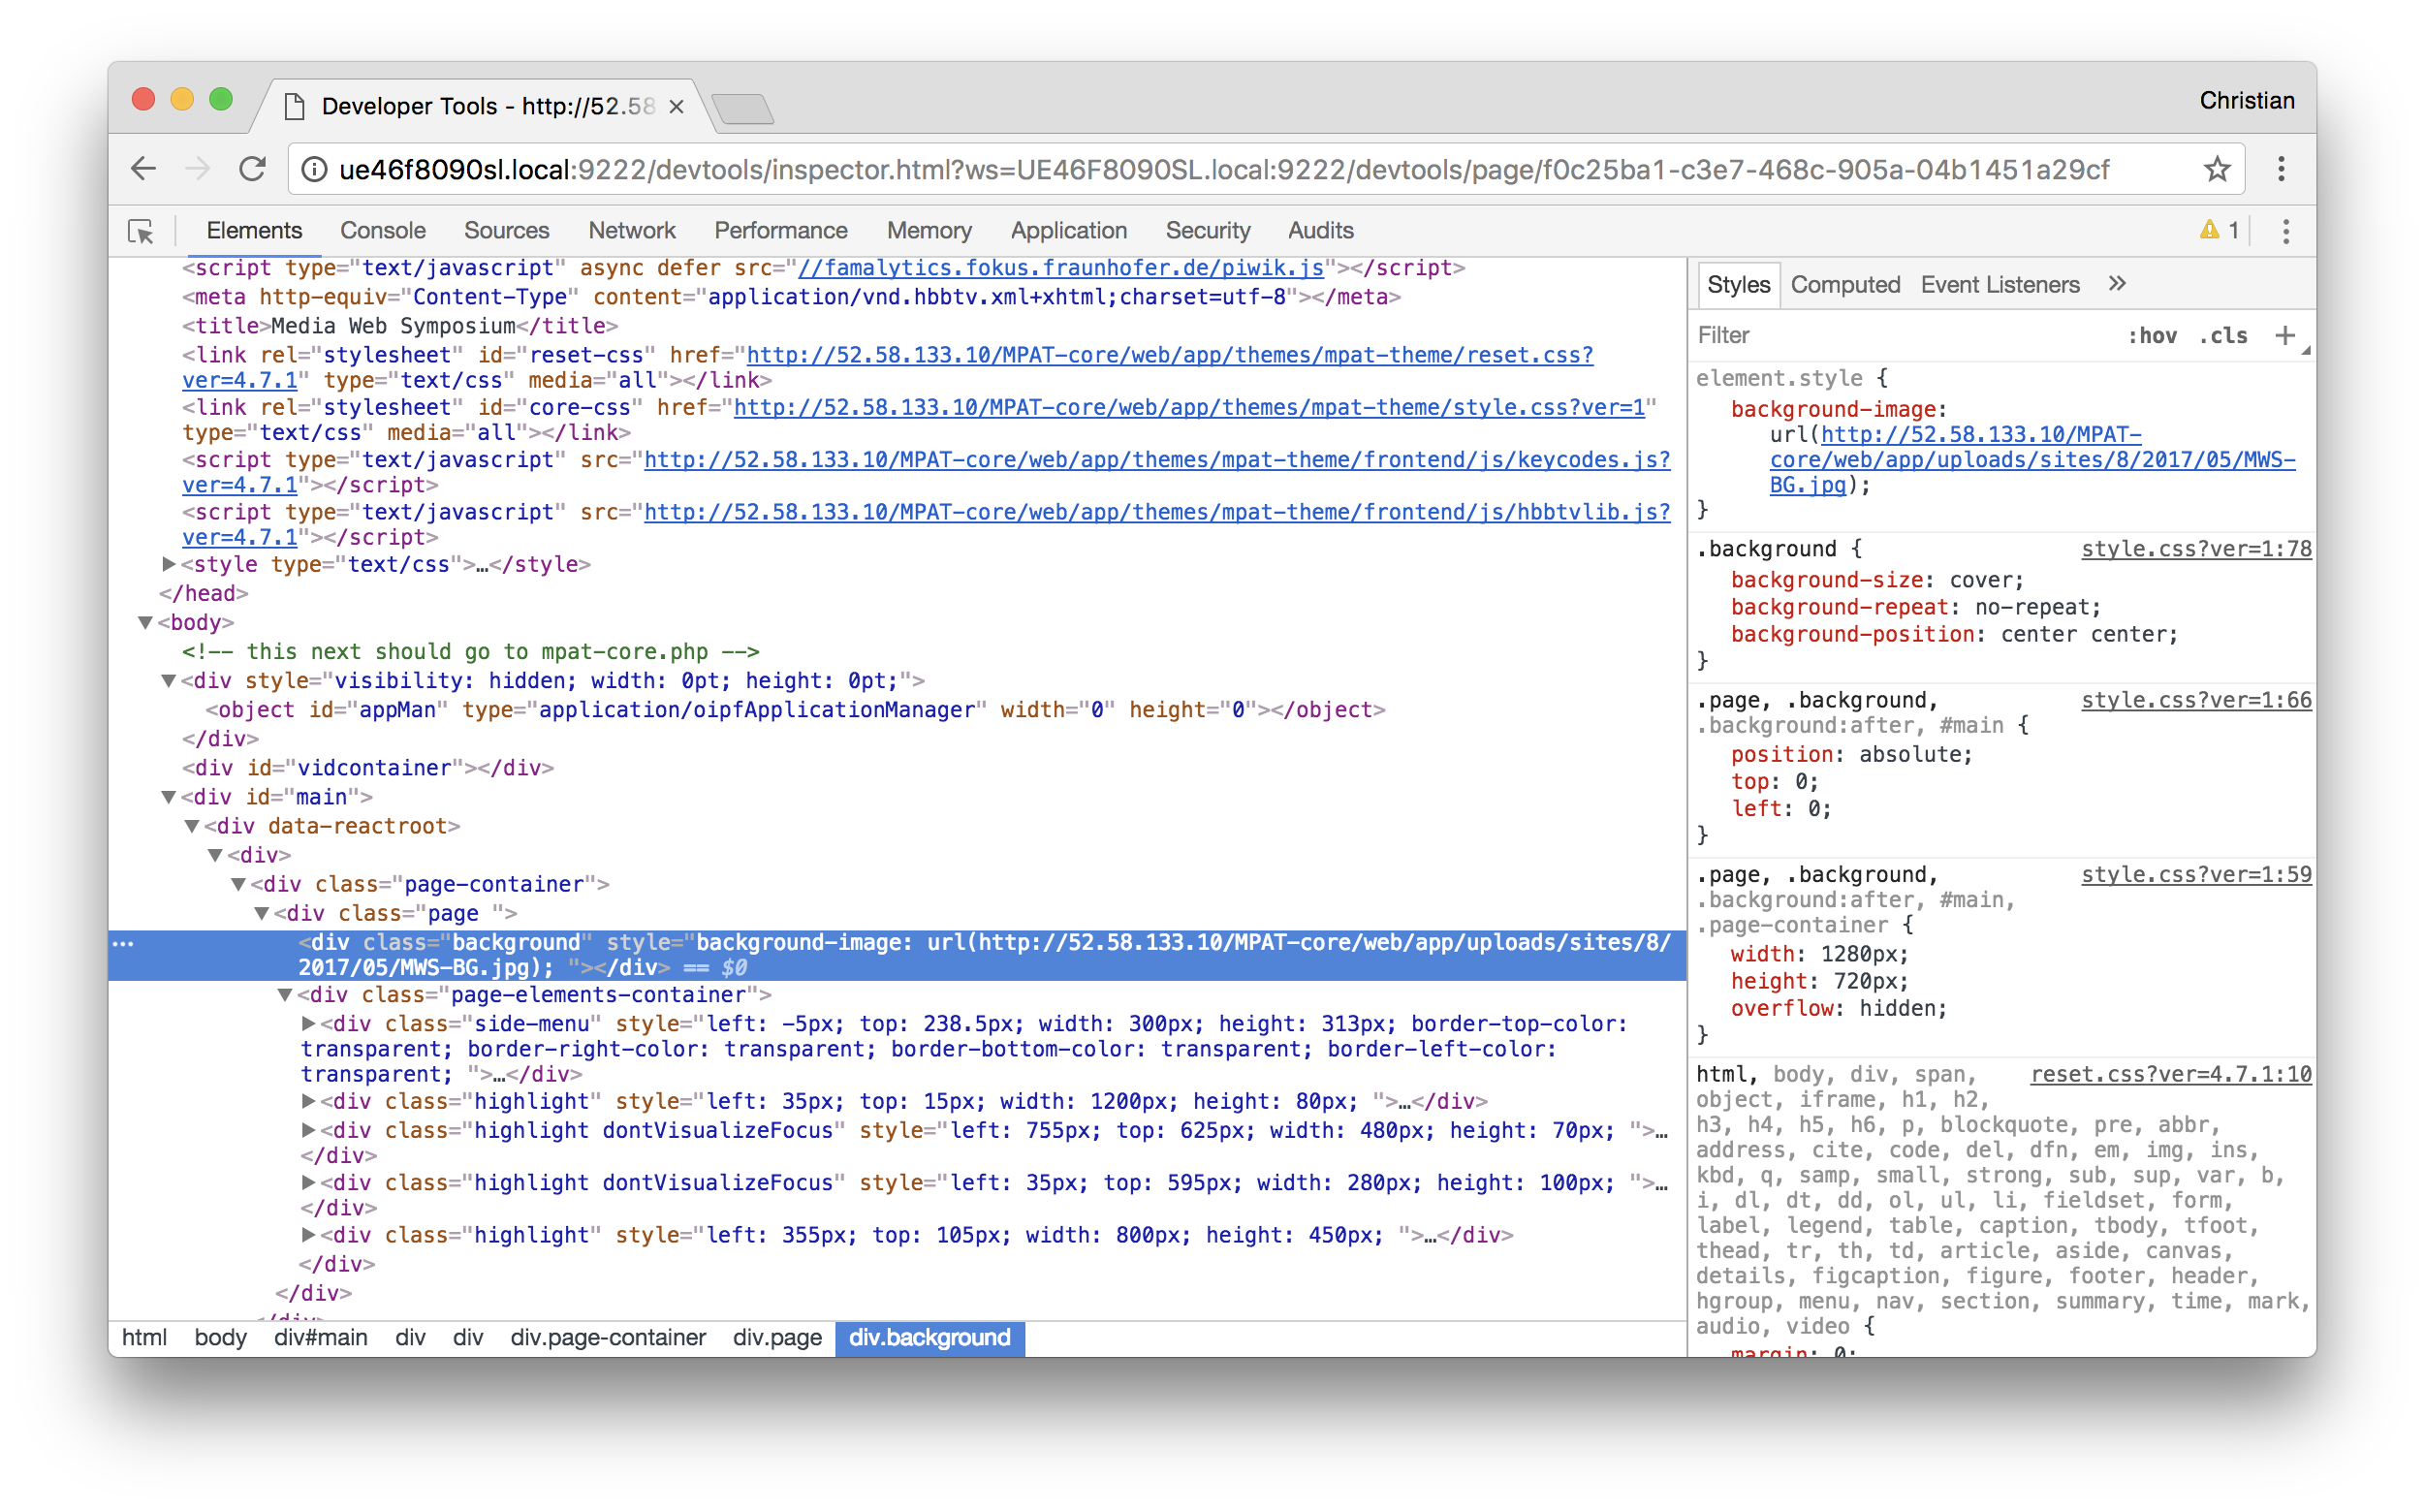 Developer Tools - http://52.58
Christian
ue46f8090sl.local:9222/devtools/inspector.html?ws=UE46F8090SL.local:9222/devtools/page/f0c25ba1-c3e7-468c-905a-04b1451a29cf
Elements Console Sources Network Performance Memory Application Security Audits 1
<script type="text/javascript" async defer src="//famalytics.fokus.fraunhofer.de/piwik.js"></script>
<meta http-equiv="Content-Type" content="application/vnd.hbbtv.xml+xhtml;charset=utf-8"></meta>
<title>Media Web Symposium</title>
<link rel="stylesheet" id="reset-css" href="http://52.58.133.10/MPAT-core/web/app/themes/mpat-theme/reset.css?
ver=4.7.1" type="text/css" media="all"></link>
<link rel="stylesheet" id="core-css" href="http://52.58.133.10/MPAT-core/web/app/themes/mpat-theme/style.css?ver=1"
type="text/css" media="all"></link>
<script type="text/javascript" src="http://52.58.133.10/MPAT-core/web/app/themes/mpat-theme/frontend/js/keycodes.js?
ver=4.7.1"></script>
<script type="text/javascript" src="http://52.58.133.10/MPAT-core/web/app/themes/mpat-theme/frontend/js/hbbtvlib.js?
ver=4.7.1"></script>
<style type="text/css">…</style>
</head>
<body>
<!-- this next should go to mpat-core.php -->
<div style="visibility: hidden; width: 0pt; height: 0pt;">
<object id="appMan" type="application/oipfApplicationManager" width="0" height="0"></object>
</div>
<div id="vidcontainer"></div>
<div id="main">
<div data-reactroot>
<div>
<div class="page-container">
<div class="page ">
<div class="background" style="background-image: url(http://52.58.133.10/MPAT-core/web/app/uploads/sites/8/
2017/05/MWS-BG.jpg); "></div> == $0
<div class="page-elements-container">
<div class="side-menu" style="left: -5px; top: 238.5px; width: 300px; height: 313px; border-top-color:
transparent; border-right-color: transparent; border-bottom-color: transparent; border-left-color:
transparent; ">…</div>
<div class="highlight" style="left: 35px; top: 15px; width: 1200px; height: 80px; ">…</div>
<div class="highlight dontVisualizeFocus" style="left: 755px; top: 625px; width: 480px; height: 70px; ">…
</div>
<div class="highlight dontVisualizeFocus" style="left: 35px; top: 595px; width: 280px; height: 100px; ">…
</div>
<div class="highlight" style="left: 355px; top: 105px; width: 800px; height: 450px; ">…</div>
</div>
</div>
</div>
html body div#main div div div.page-container div.page div.background
Styles Computed Event Listeners »
Filter :hov .cls +
element.style {
background-image:
url(http://52.58.133.10/MPAT-
core/web/app/uploads/sites/8/2017/05/MWS-
BG.jpg);
}
.background { style.css?ver=1:78
background-size: cover;
background-repeat: no-repeat;
background-position: center center;
}
.page, .background, style.css?ver=1:66
.background:after, #main {
position: absolute;
top: 0;
left: 0;
}
.page, .background, style.css?ver=1:59
.background:after, #main,
.page-container {
width: 1280px;
height: 720px;
overflow: hidden;
}
html, body, div, span, reset.css?ver=4.7.1:10
object, iframe, h1, h2,
h3, h4, h5, h6, p, blockquote, pre, abbr,
address, cite, code, del, dfn, em, img, ins,
kbd, q, samp, small, strong, sub, sup, var, b,
i, dl, dt, dd, ol, ul, li, fieldset, form,
label, legend, table, caption, tbody, tfoot,
thead, tr, th, td, article, aside, canvas,
details, figcaption, figure, footer, header,
hgroup, menu, nav, section, summary, time, mark,
audio, video {
margin: 0;